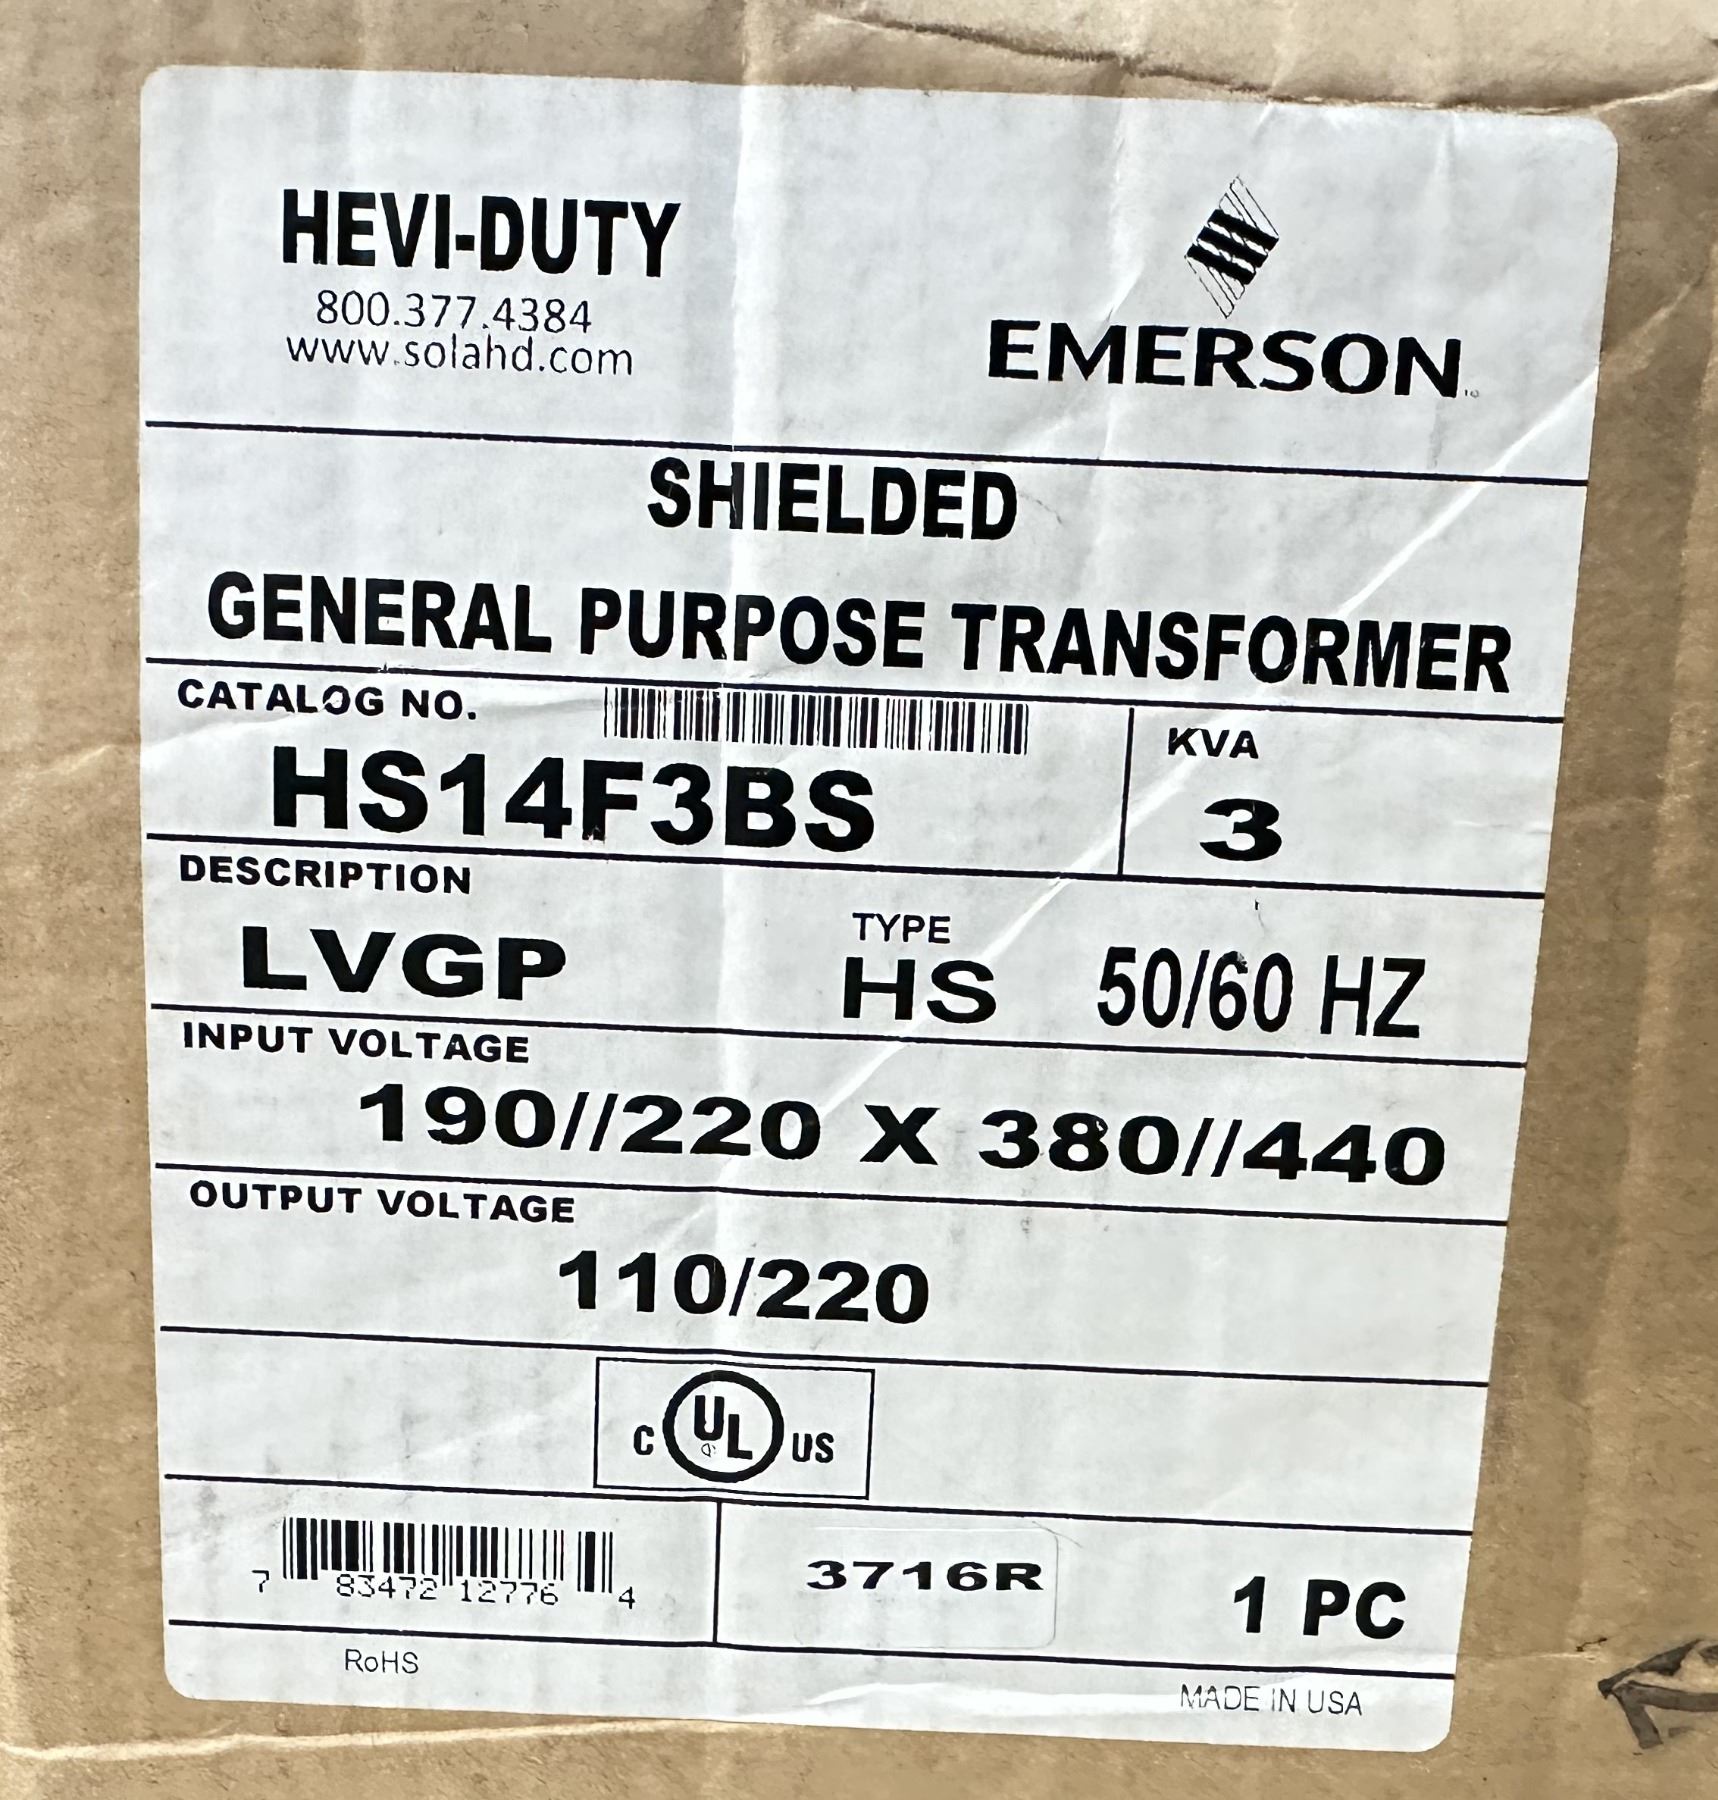 HEVI-DUTY
800.377.4384
www.solahd.com
EMERSON
SHIELDED
GENERAL PURPOSE TRANSFORMER
CATALOG NO.
HS14F3BS
KVA
3
DESCRIPTION
LVGP
TYPE
HS
50/60 HZ
INPUT VOLTAGE
190//220 X 380//440
OUTPUT VOLTAGE
110/220
C UL US
7 83472 12776 4
3716R
1 PC
RoHS
MADE IN USA